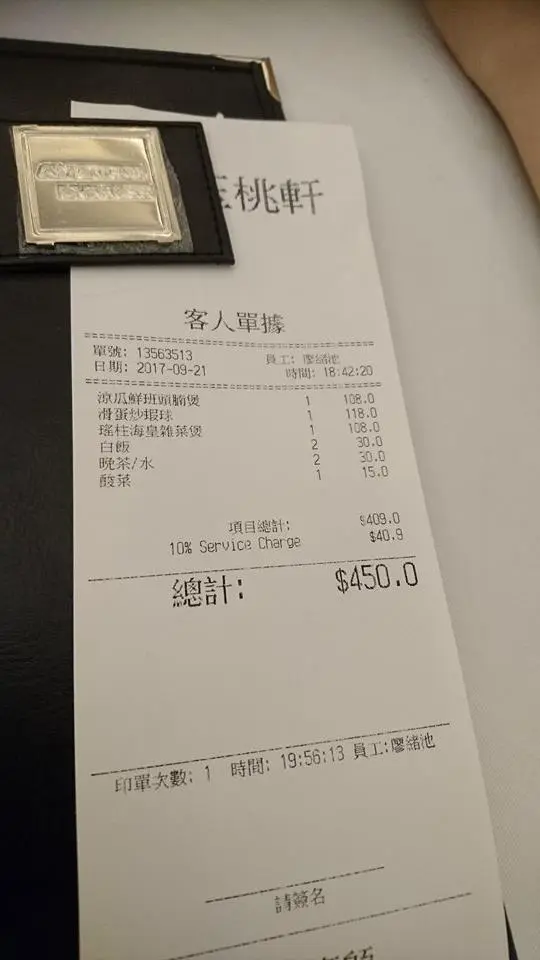 AMERICAN
EXPRESS
桃軒
客人單據
單號: 13563513 員工: 廖緒池
日期: 2017-09-21 時間: 18:42:20
涼瓜鮮班頭腩煲 1 108.0
滑蛋炒蝦球 1 118.0
瑤柱海皇雜菜煲 1 108.0
白飯 2 30.0
晚茶/水 2 30.0
酸菜 1 15.0
項目總計: $409.0
10% Service Charge $40.9
總計: $450.0
印單次數: 1 時間: 19:56:13 員工:廖緒池
請簽名